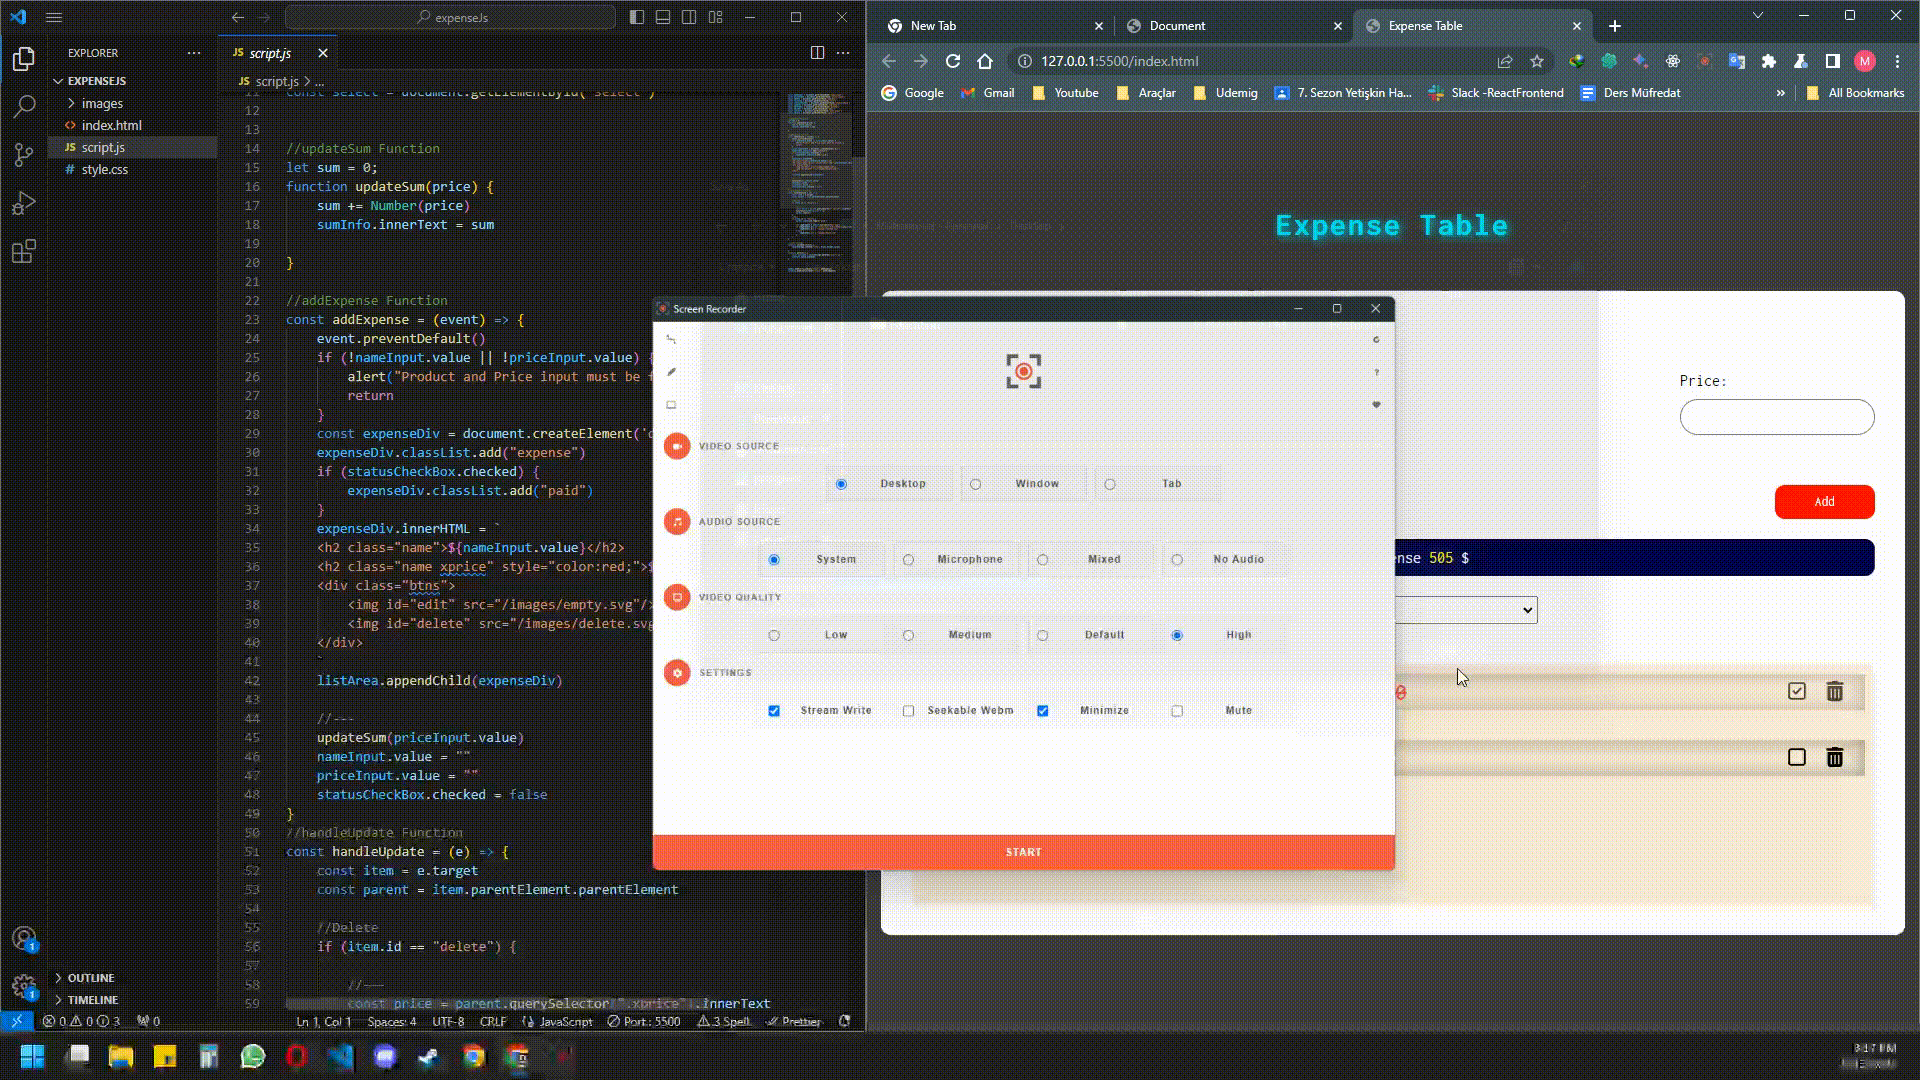 expenseJs
EXPLORER
EXPENSEJS
images
index.html
script.js
style.css
OUTLINE
TIMELINE
JS script.js
JS script.js > ...
11 const select = document.getElementById("select")
12
13
14 //updateSum Function
15 let sum = 0;
16 function updateSum(price) {
17 sum += Number(price)
18 sumInfo.innerText = sum
19
20 }
21
22 //addExpense Function
23 const addExpense = (event) => {
24 event.preventDefault()
25 if (!nameInput.value || !priceInput.value) {
26 alert("Product and Price input must be f
27 return
28 }
29 const expenseDiv = document.createElement(
30 expenseDiv.classList.add("expense")
31 if (statusCheckBox.checked) {
32 expenseDiv.classList.add("paid")
33 }
34 expenseDiv.innerHTML = `
35 <h2 class="name">${nameInput.value}</h2>
36 <h2 class="name xprice" style="color:red;">$
37 <div class="btns">
38 <img id="edit" src="/images/empty.svg"/>
39 <img id="delete" src="/images/delete.svg
40 </div>
41 `
42 listArea.appendChild(expenseDiv)
43
44 //---
45 updateSum(priceInput.value)
46 nameInput.value = ""
47 priceInput.value = ""
48 statusCheckBox.checked = false
49 }
50 //handleUpdate Function
51 const handleUpdate = (e) => {
52 const item = e.target
53 const parent = item.parentElement.parentElement
54
55 //Delete
56 if (item.id == "delete") {
57
58 //---
59 const price = parent.querySelector(".xprice").innerText
0 0 3 0 Ln 1, Col 1 Spaces: 4 UTF-8 CRLF {} JavaScript Port : 5500 3 Spell Prettier
New Tab
Document
Expense Table
127.0.0.1:5500/index.html
M
Google Gmail Youtube Araçlar Udemig 7. Sezon Yetişkin Ha... Slack -ReactFrontend Ders Müfredat » All Bookmarks
Expense Table
Price:
Add
ense 505 $
Screen Recorder
VIDEO SOURCE
Desktop Window Tab
AUDIO SOURCE
System Microphone Mixed No Audio
VIDEO QUALITY
Low Medium Default High
SETTINGS
Stream Write Seekable Webm Minimize Mute
START